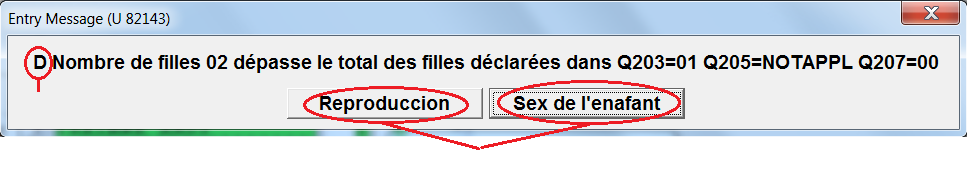 Entry Message (U 82143)
D Nombre de filles 02 dépasse le total des filles déclarées dans Q203=01 Q205=NOTAPPL Q207=00
Reproduccion Sex de l'enafant